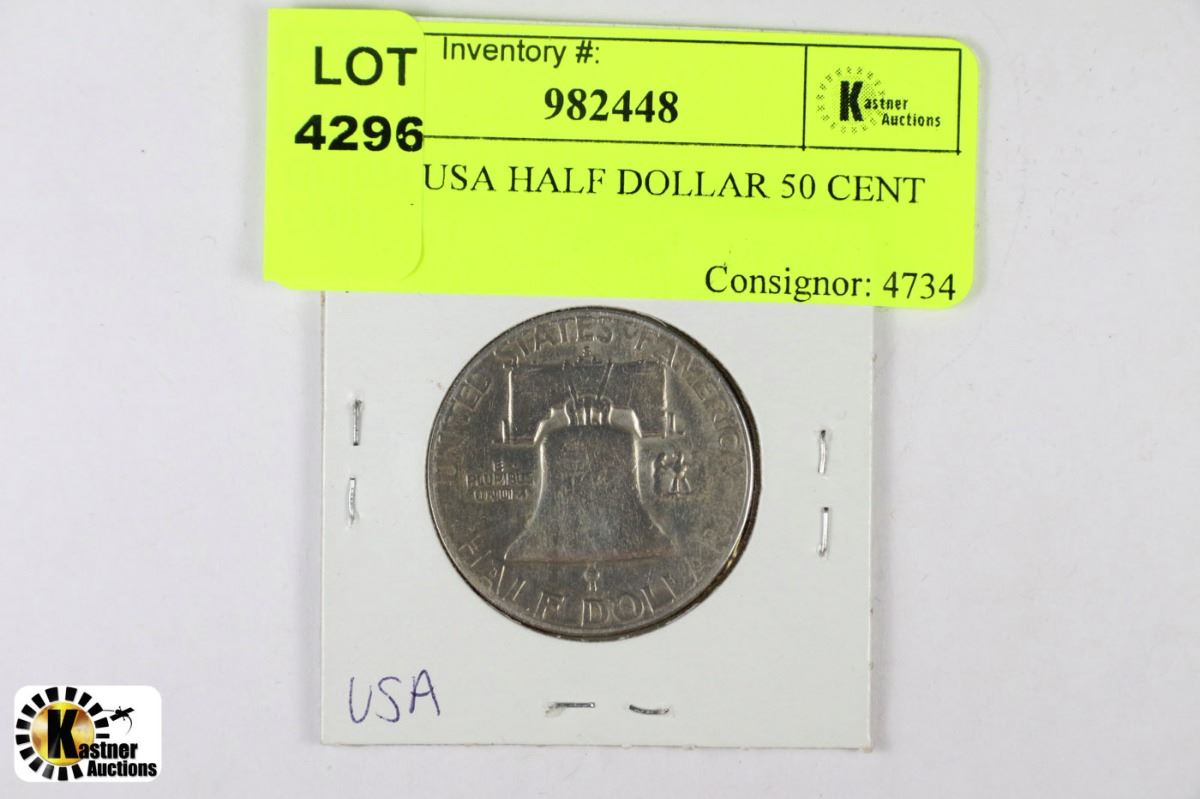 LOT
4296
Inventory #:
982448
Kastner
Auctions
USA HALF DOLLAR 50 CENT
Consignor: 4734
UNITED STATES OF AMERICA
E
PLURIBUS
UNUM
S
HALF DOLLAR
USA
Kastner
Auctions